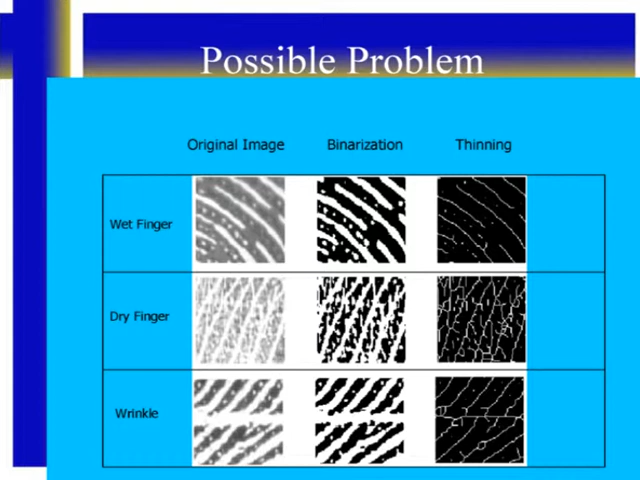 Possible Problem
Original Image Binarization Thinning
Wet Finger
Dry Finger
Wrinkle